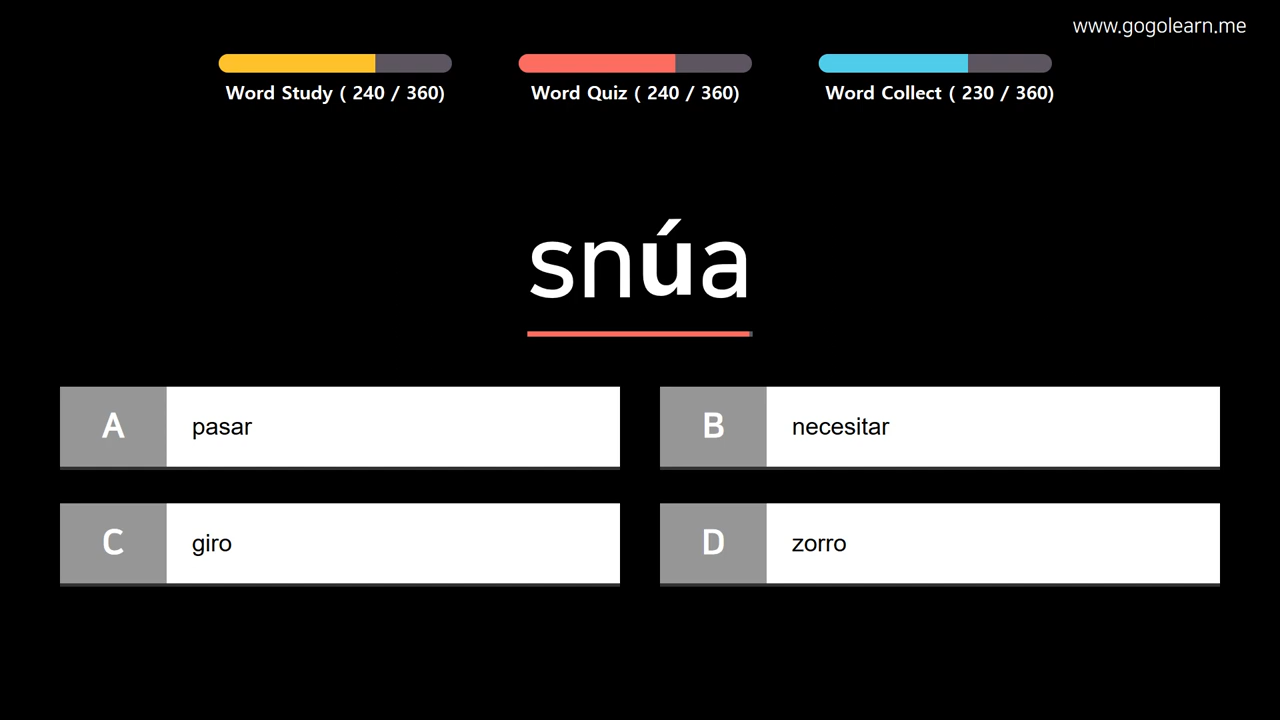 www.gogolearn.me
Word Study ( 240 / 360)
Word Quiz ( 240 / 360)
Word Collect ( 230 / 360)
snúa
A pasar
B necesitar
C giro
D zorro